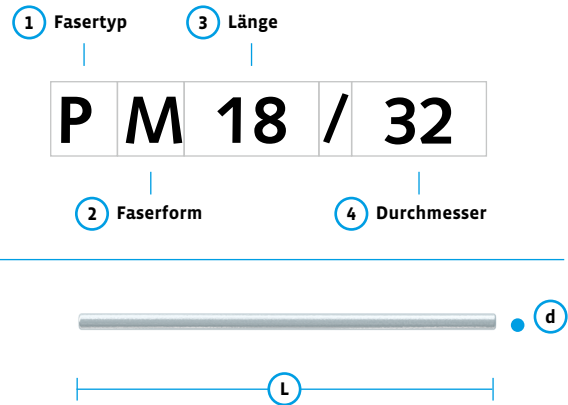 1 Fasertyp 3 Länge
P M 18 / 32
2 Faserform 4 Durchmesser
d
L